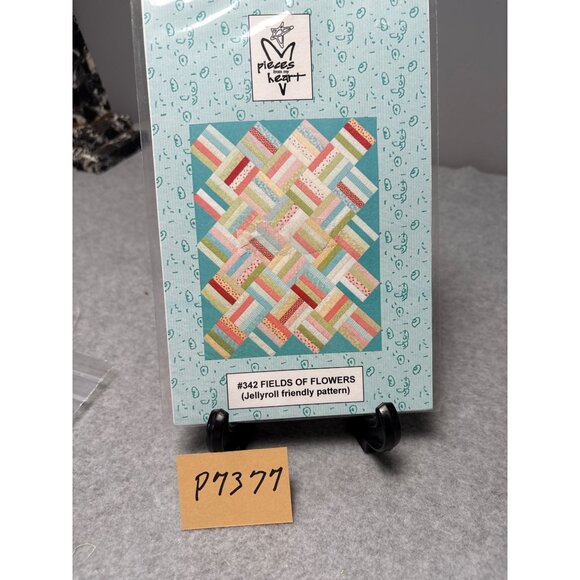 pieces
from my
heart
#342 FIELDS OF FLOWERS
(Jellyroll friendly pattern)
P7377